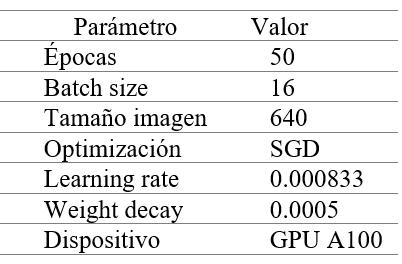 Parámetro Valor
Épocas 50
Batch size 16
Tamaño imagen 640
Optimización SGD
Learning rate 0.000833
Weight decay 0.0005
Dispositivo GPU A100